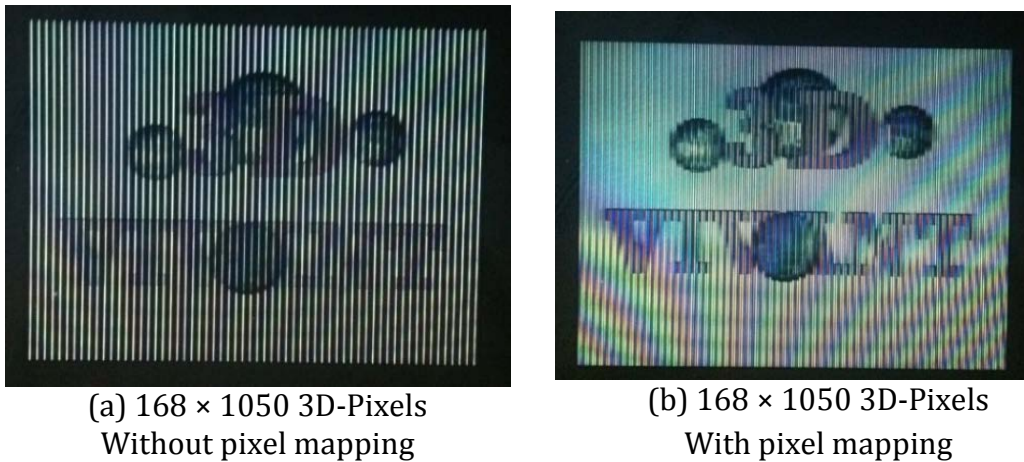 3D
(a) 168 × 1050 3D-Pixels
Without pixel mapping
3D
(b) 168 × 1050 3D-Pixels
With pixel mapping